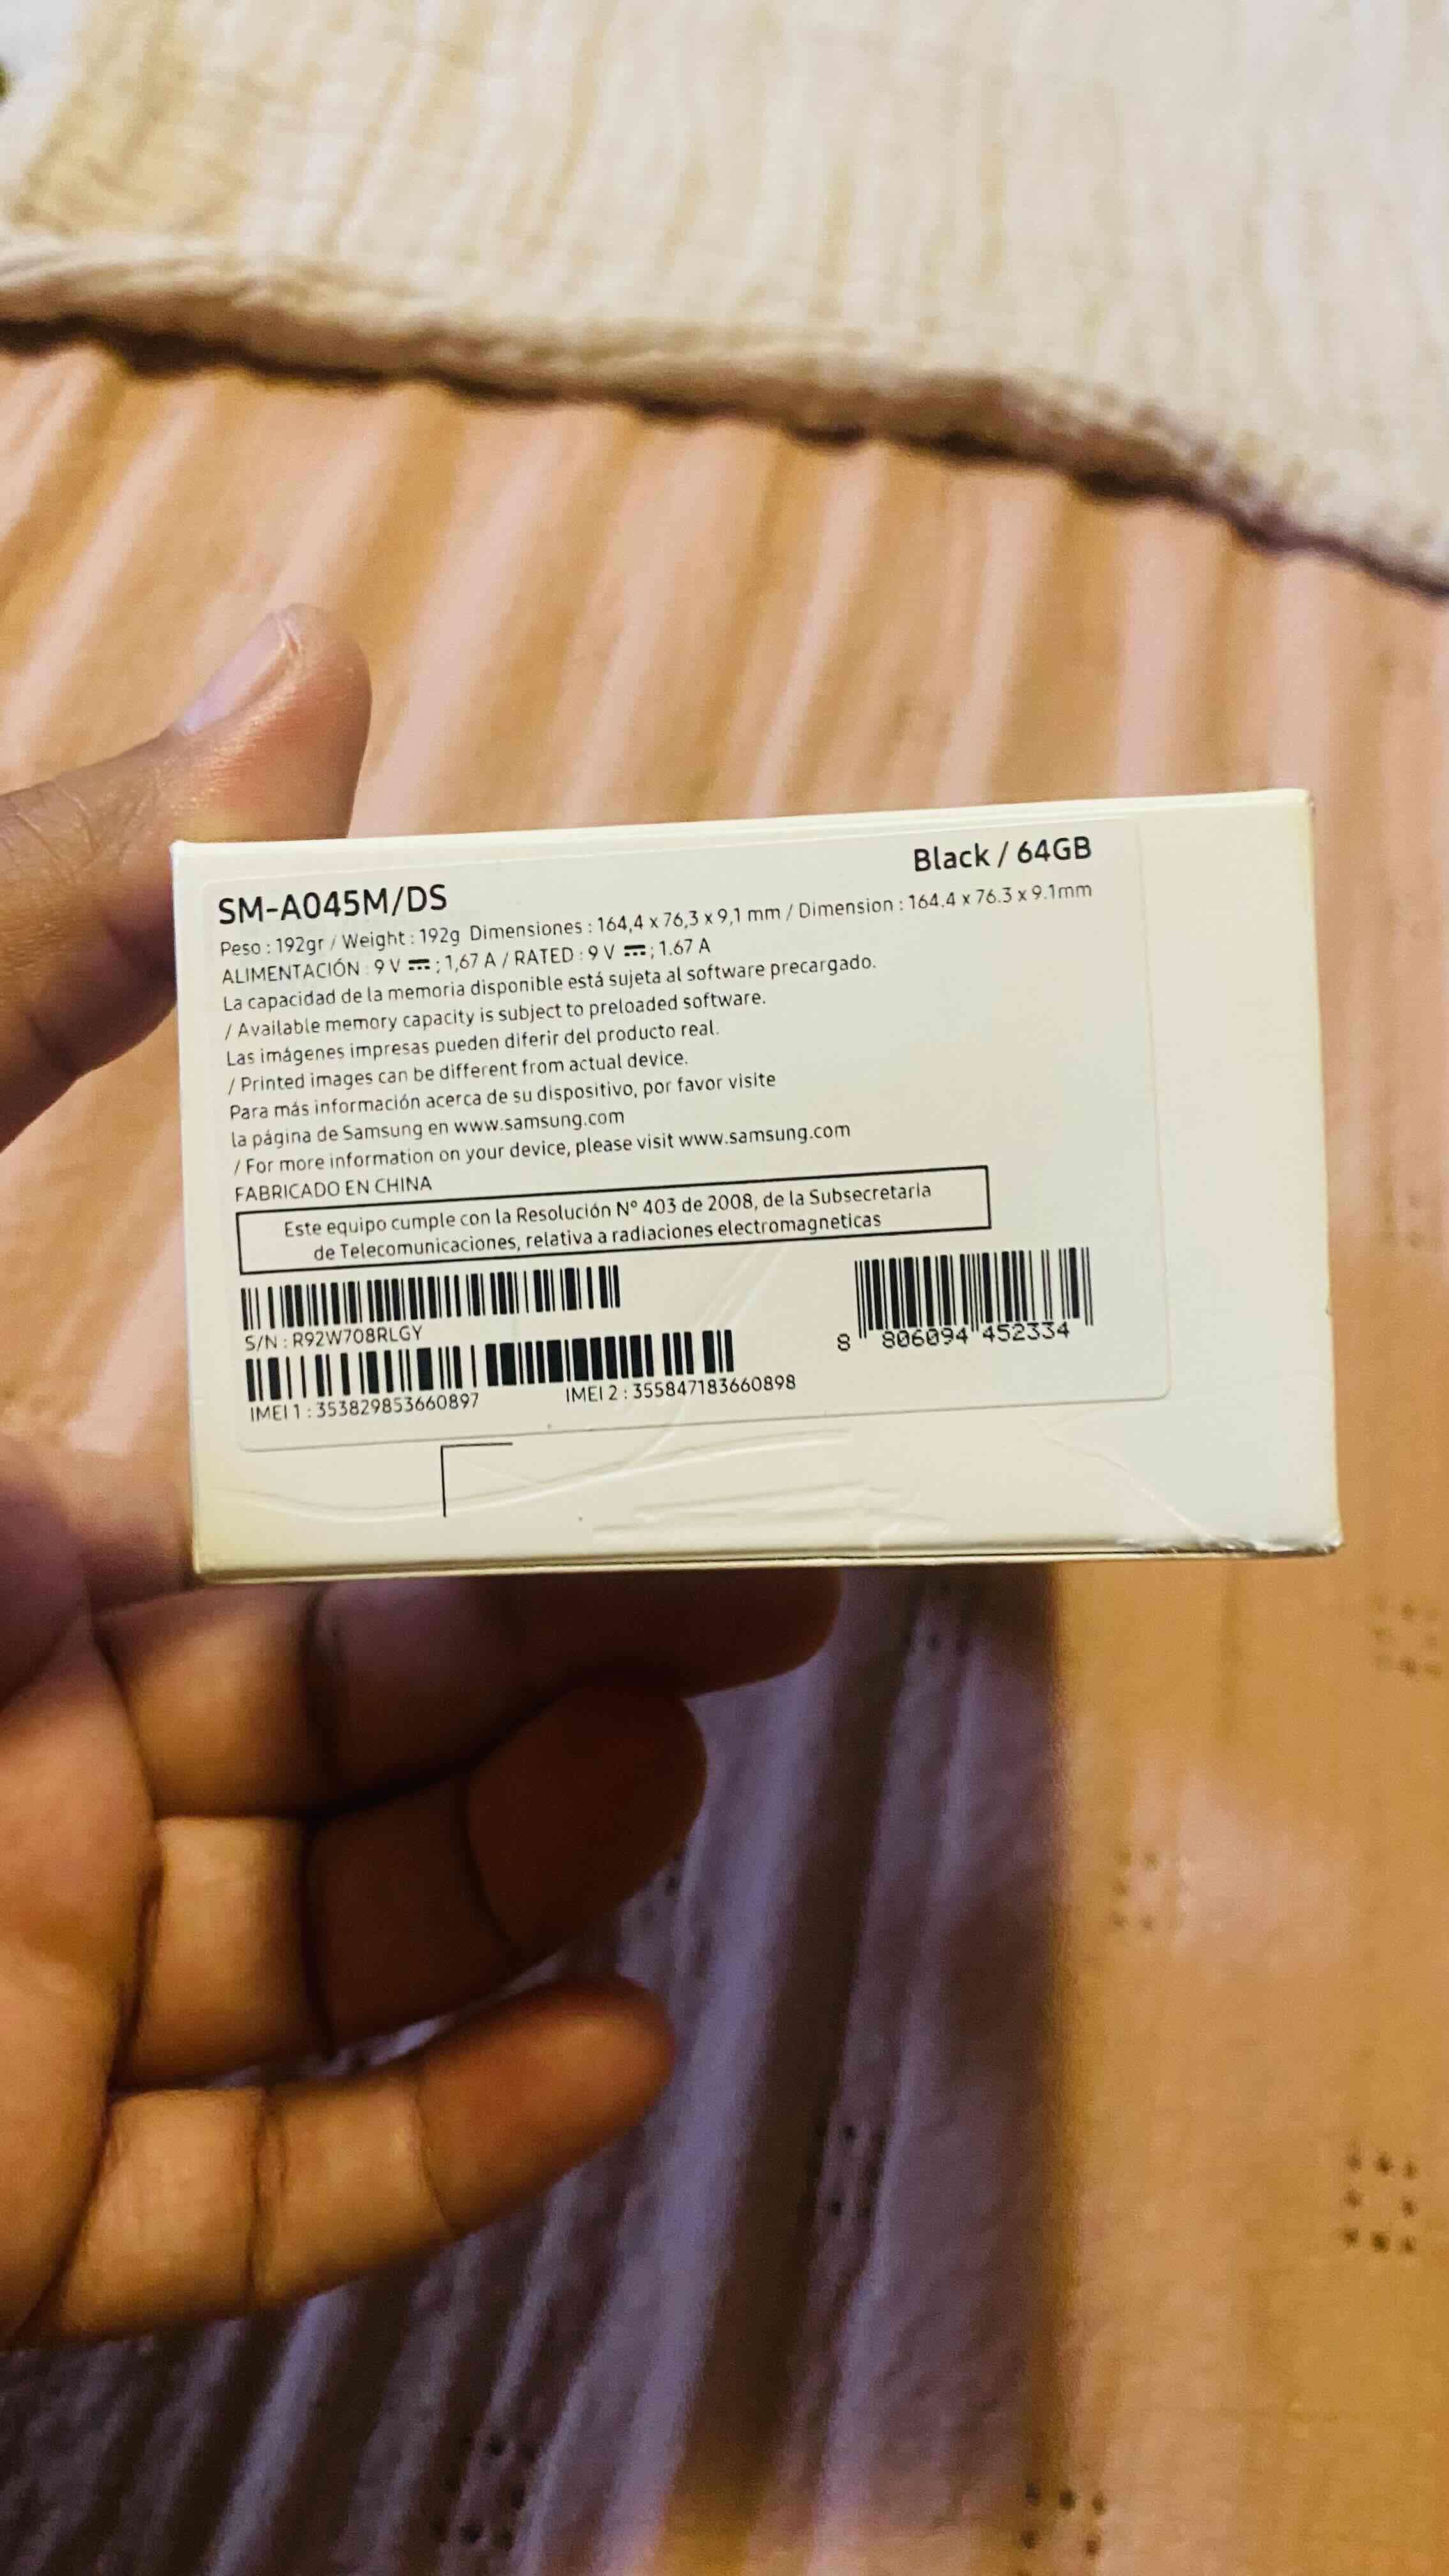 SM-A045M/DS Black / 64GB
Peso : 192gr / Weight : 192g Dimensiones : 164,4 x 76,3 x 9,1 mm / Dimension : 164.4 x 76.3 x 9.1mm
ALIMENTACIÓN : 9 V ⎓ ; 1,67 A / RATED : 9 V ⎓ ; 1.67 A
La capacidad de la memoria disponible está sujeta al software precargado.
/ Available memory capacity is subject to preloaded software.
Las imágenes impresas pueden diferir del producto real.
/ Printed images can be different from actual device.
Para más información acerca de su dispositivo, por favor visite
la página de Samsung en www.samsung.com
/ For more information on your device, please visit www.samsung.com
FABRICADO EN CHINA
Este equipo cumple con la Resolución Nº 403 de 2008, de la Subsecretaria
de Telecomunicaciones, relativa a radiaciones electromagneticas
S/N : R92W708RLGY
8 806094 452334
IMEI 1 : 353829853660897 IMEI 2 : 355847183660898